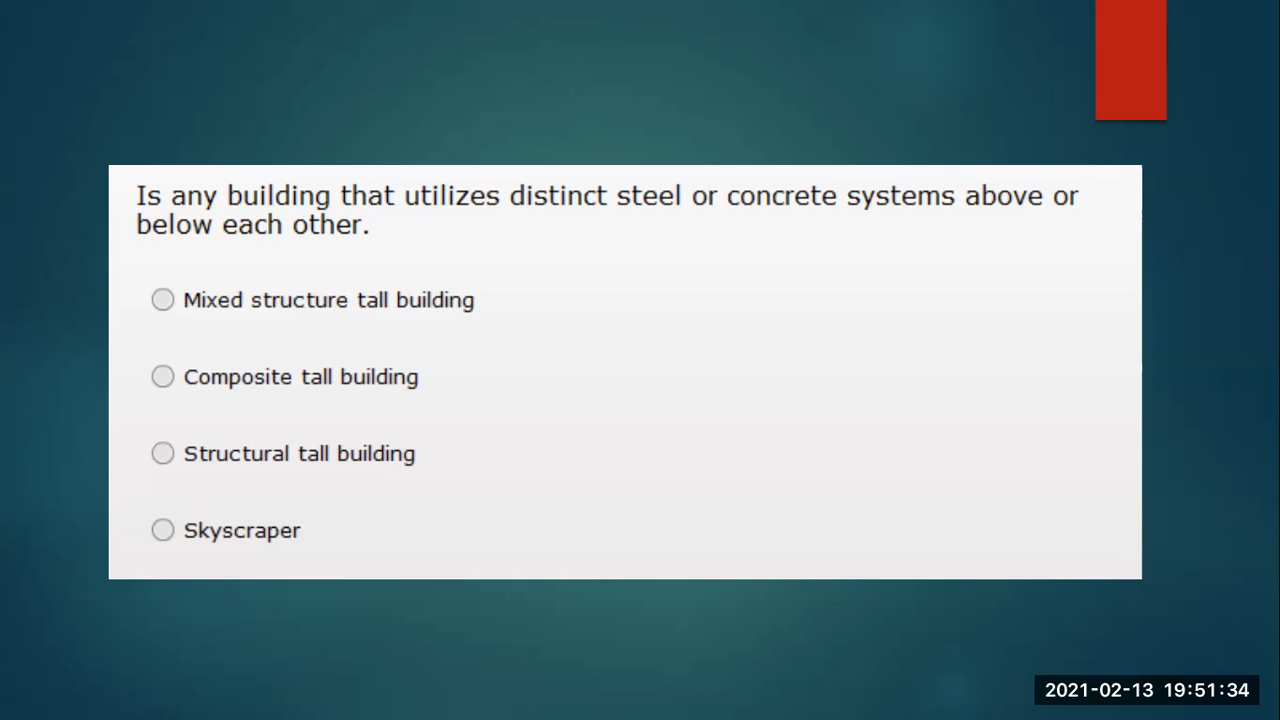 Is any building that utilizes distinct steel or concrete systems above or
below each other.
Mixed structure tall building
Composite tall building
Structural tall building
Skyscraper
2021-02-13 19:51:34